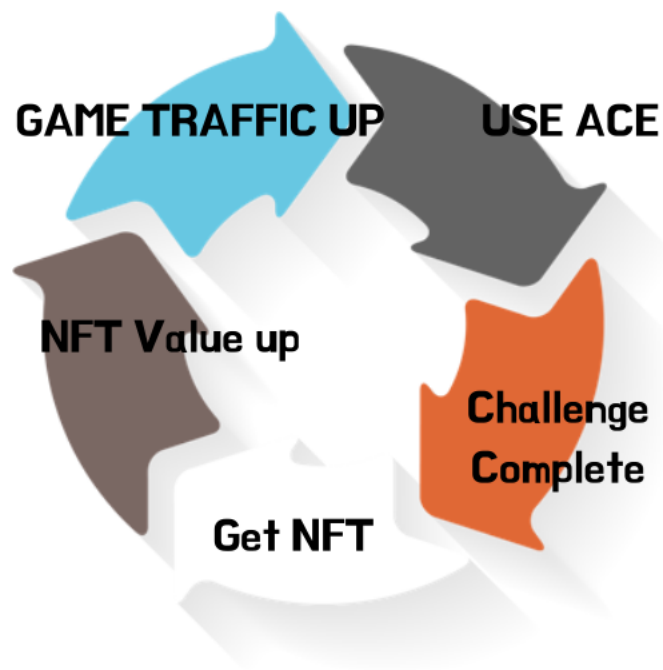 GAME TRAFFIC UP
USE ACE
Challenge
Complete
Get NFT
NFT Value up